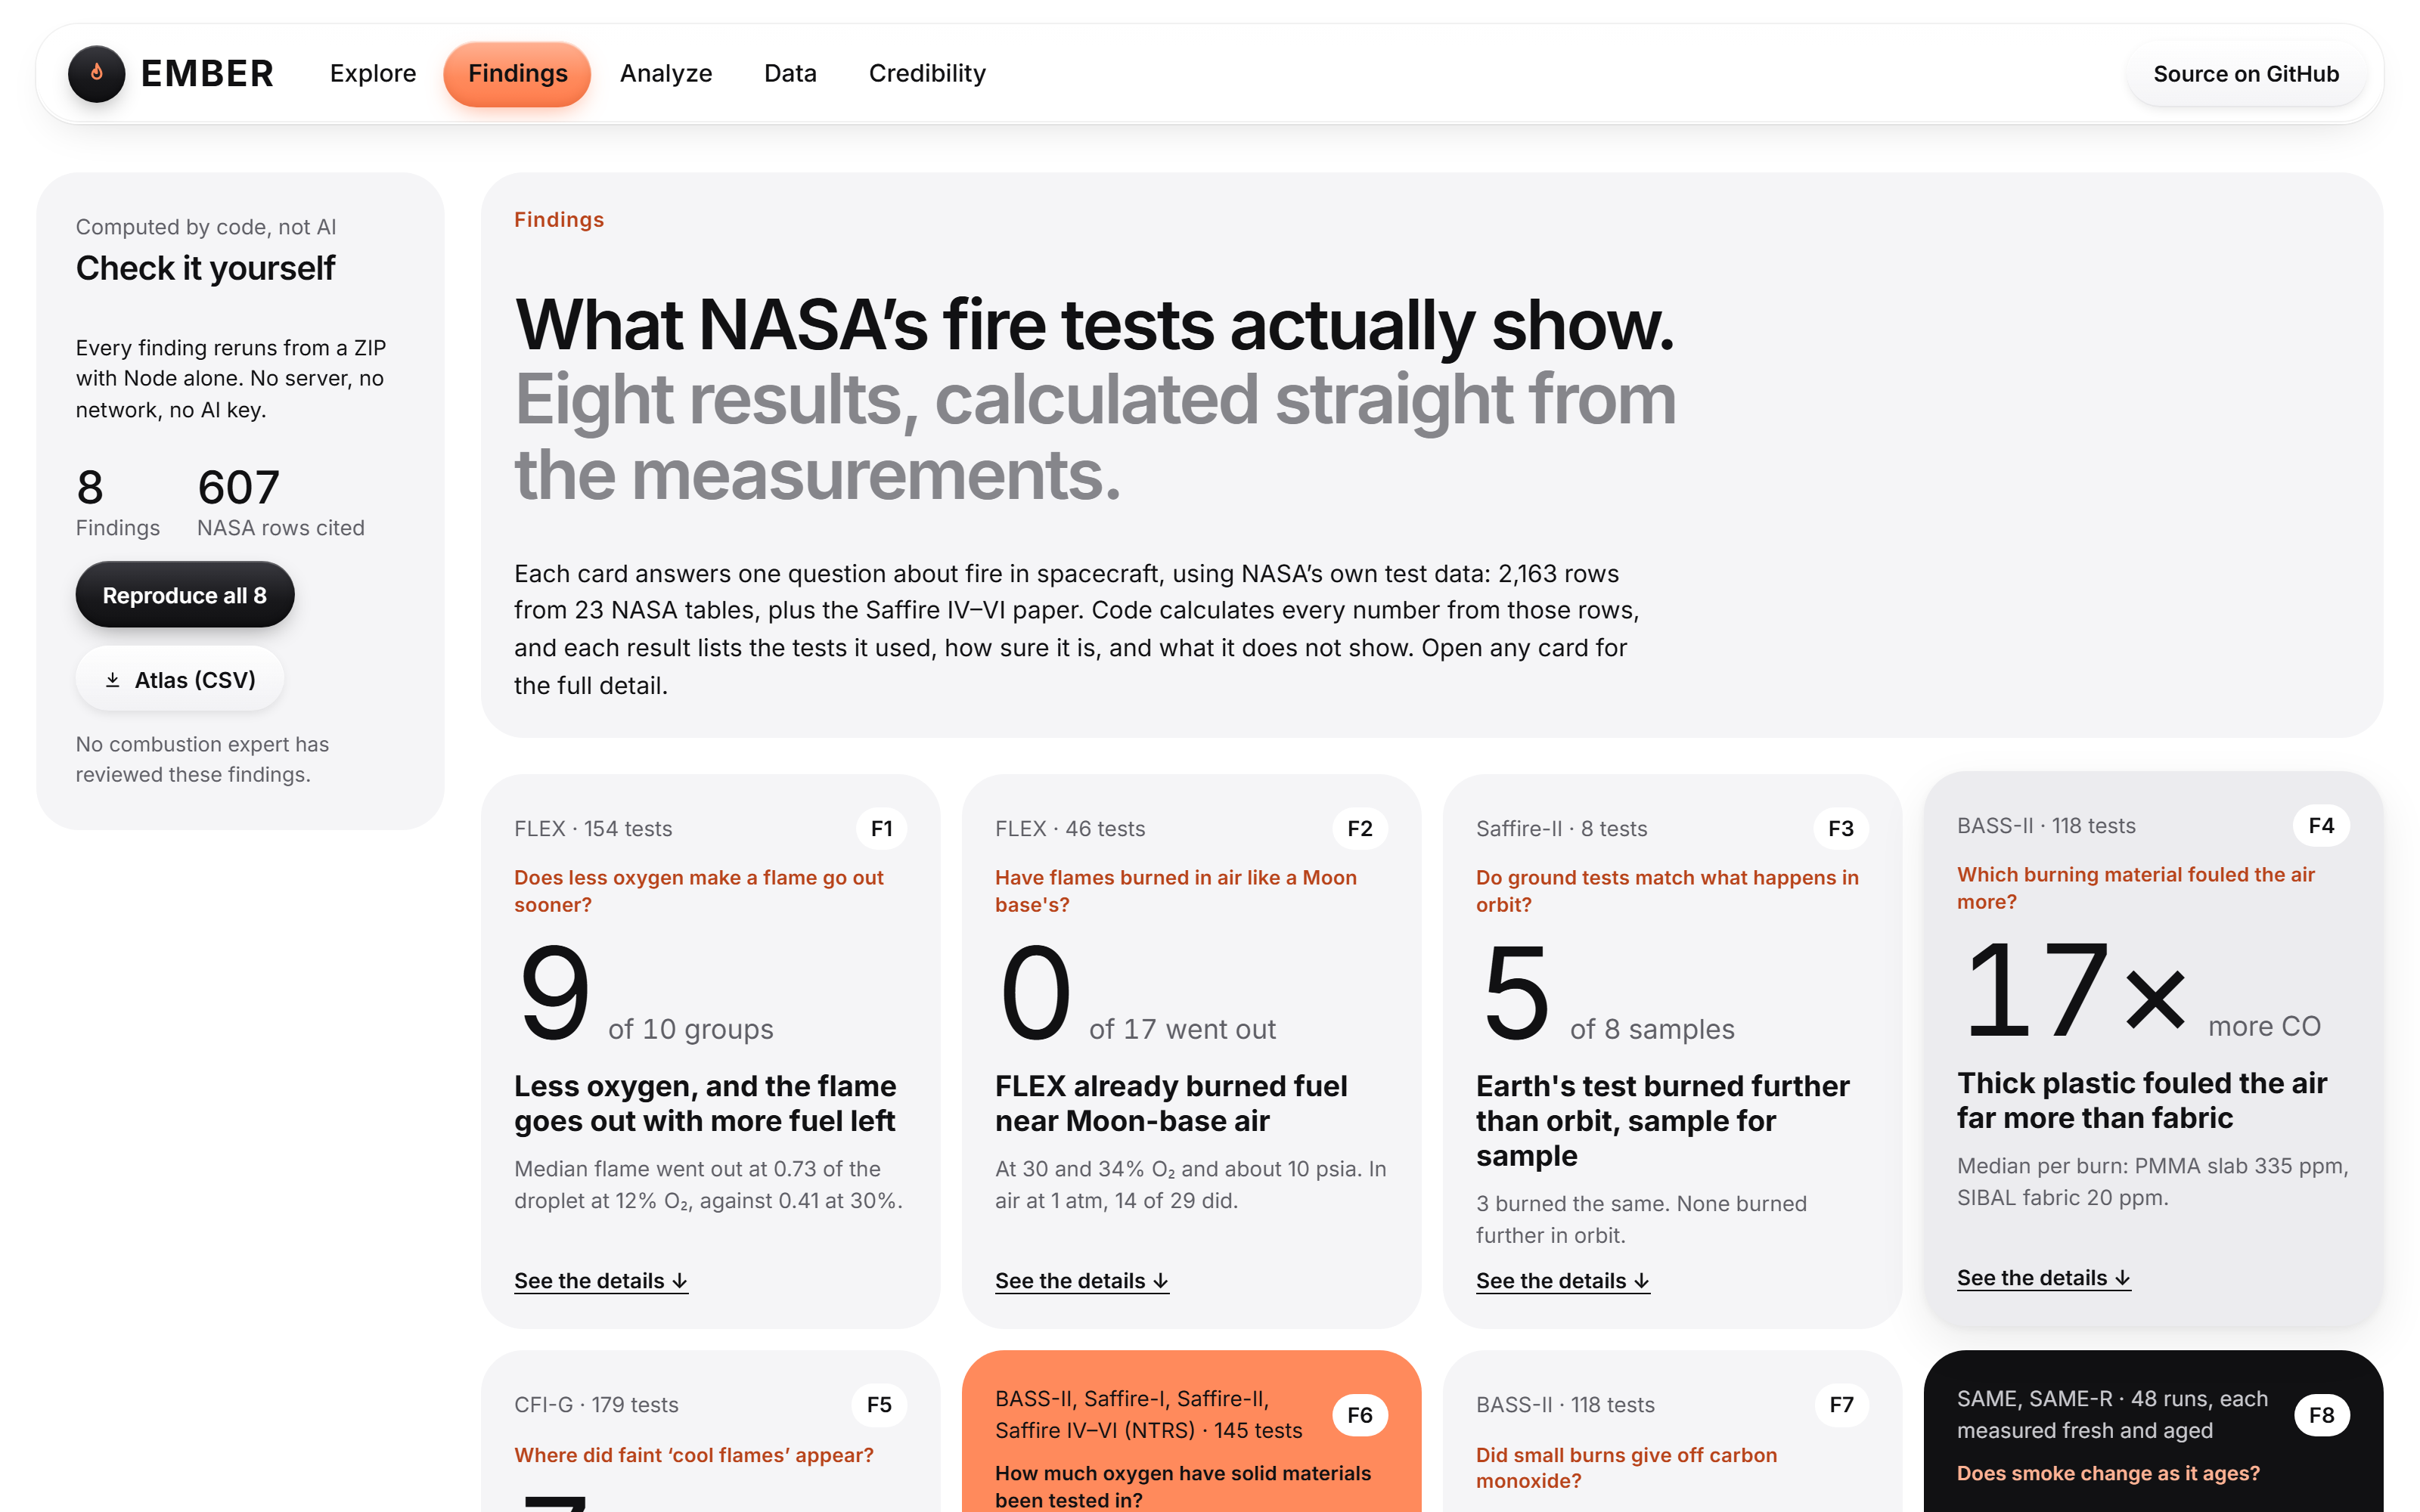 EMBER
Explore
Findings
Analyze
Data
Credibility
Source on GitHub
Computed by code, not AI
Check it yourself
Every finding reruns from a ZIP
with Node alone. No server, no
network, no AI key.
8
Findings
607
NASA rows cited
Reproduce all 8
Atlas (CSV)
No combustion expert has
reviewed these findings.
Findings
What NASA’s fire tests actually show.
Eight results, calculated straight from
the measurements.
Each card answers one question about fire in spacecraft, using NASA’s own test data: 2,163 rows
from 23 NASA tables, plus the Saffire IV–VI paper. Code calculates every number from those rows,
and each result lists the tests it used, how sure it is, and what it does not show. Open any card for
the full detail.
FLEX · 154 tests
F1
Does less oxygen make a flame go out
sooner?
9 of 10 groups
Less oxygen, and the flame
goes out with more fuel left
Median flame went out at 0.73 of the
droplet at 12% O₂, against 0.41 at 30%.
See the details ↓
FLEX · 46 tests
F2
Have flames burned in air like a Moon
base's?
0 of 17 went out
FLEX already burned fuel
near Moon-base air
At 30 and 34% O₂ and about 10 psia. In
air at 1 atm, 14 of 29 did.
See the details ↓
Saffire-II · 8 tests
F3
Do ground tests match what happens in
orbit?
5 of 8 samples
Earth's test burned further
than orbit, sample for
sample
3 burned the same. None burned
further in orbit.
See the details ↓
BASS-II · 118 tests
F4
Which burning material fouled the air
more?
17× more CO
Thick plastic fouled the air
far more than fabric
Median per burn: PMMA slab 335 ppm,
SIBAL fabric 20 ppm.
See the details ↓
CFI-G · 179 tests
F5
Where did faint ‘cool flames’ appear?
BASS-II, Saffire-I, Saffire-II,
Saffire IV–VI (NTRS) · 145 tests
F6
How much oxygen have solid materials
been tested in?
BASS-II · 118 tests
F7
Did small burns give off carbon
monoxide?
SAME, SAME-R · 48 runs, each
measured fresh and aged
F8
Does smoke change as it ages?